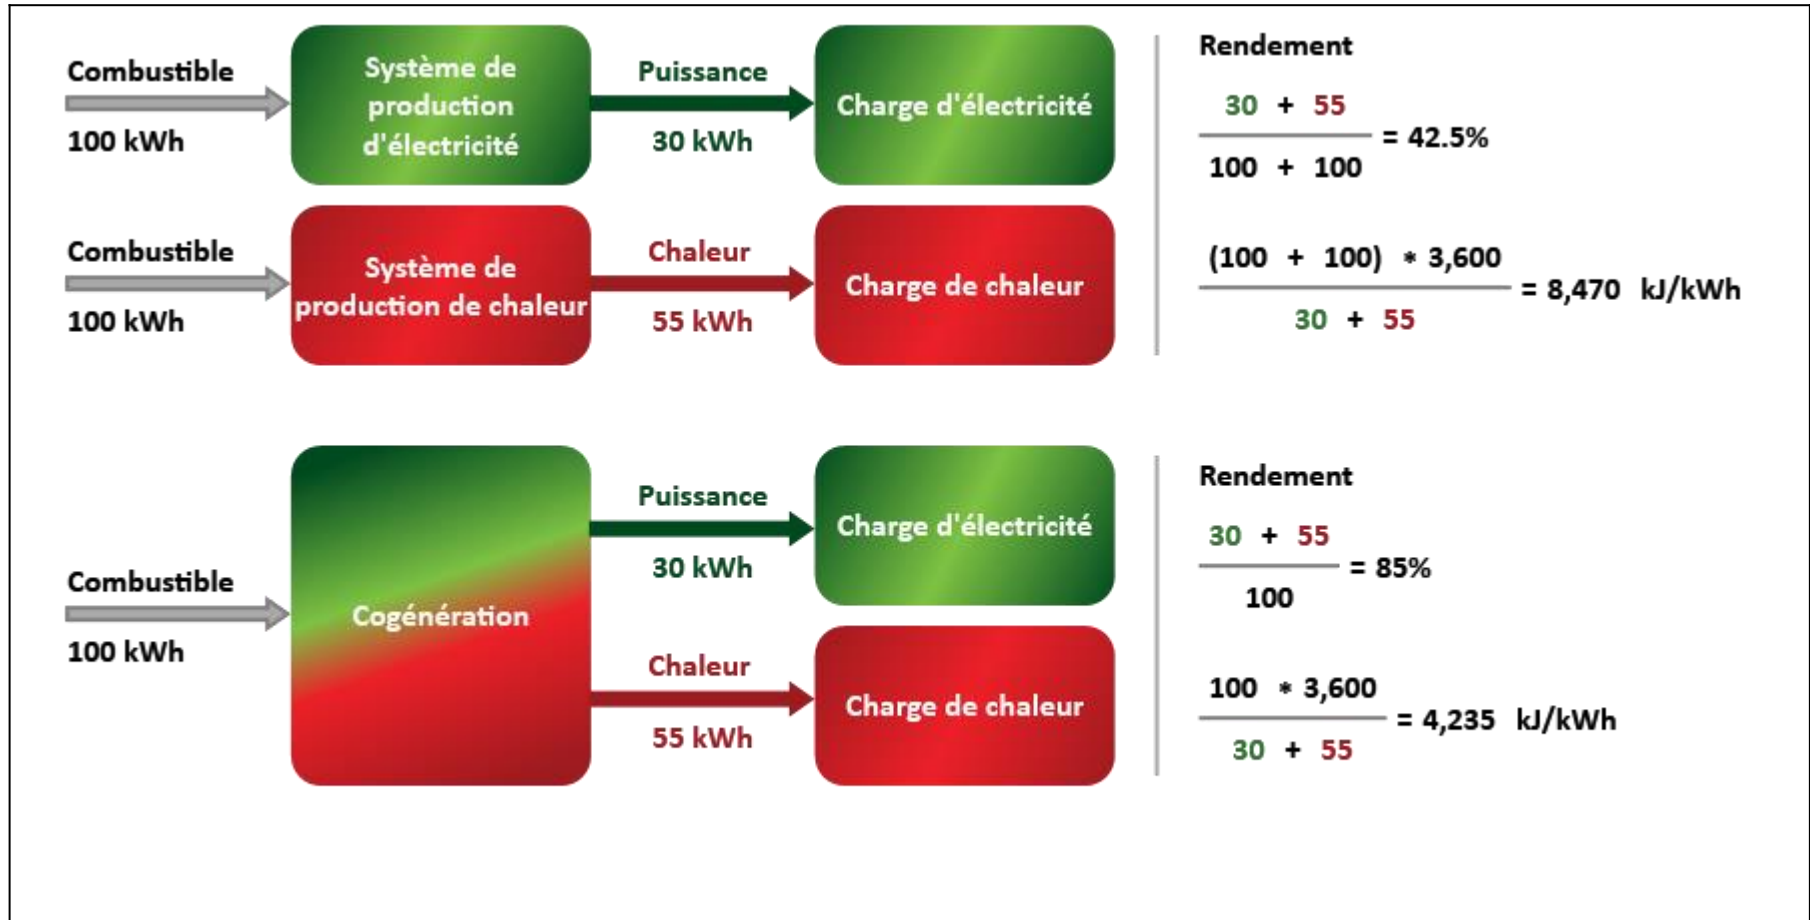 Combustible
100 kWh
Système de
production
d'électricité
Puissance
30 kWh
Charge d'électricité
Combustible
100 kWh
Système de
production de chaleur
Chaleur
55 kWh
Charge de chaleur
Rendement
30 + 55
= 42.5%
100 + 100
(100 + 100) * 3,600
= 8,470 kJ/kWh
30 + 55
Combustible
100 kWh
Cogénération
Puissance
30 kWh
Charge d'électricité
Chaleur
55 kWh
Charge de chaleur
Rendement
30 + 55
= 85%
100
100 * 3,600
= 4,235 kJ/kWh
30 + 55